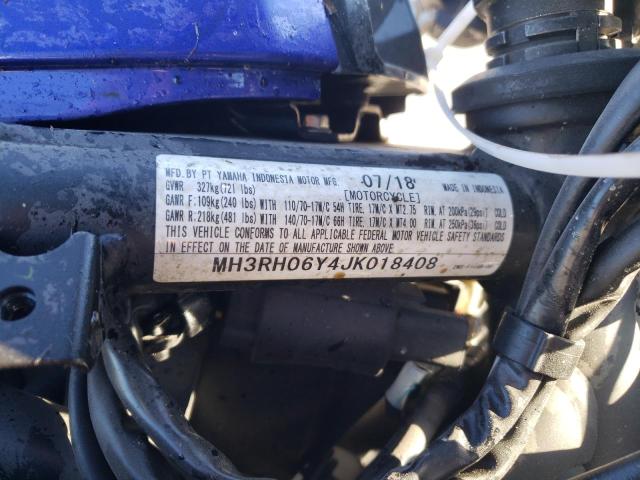 MFD.BY PT YAMAHA INDONESIA MOTOR MFG. 07/18 MADE IN INDONESIA
GVWR 327kg(721 lbs) [MOTORCYCLE]
GAWR F:109kg(240 lbs) WITH 110/70-17M/C 54H TIRE, 17M/C X MT2.75 RIM, AT 200kPa(29psi) COLD
GAWR R:218kg(481 lbs) WITH 140/70-17M/C 66H TIRE, 17M/C X MT4.00 RIM, AT 250kPa(36psi) COLD
THIS VEHICLE CONFORMS TO ALL APPLICABLE FEDERAL MOTOR VEHICLE SAFETY STANDARDS
IN EFFECT ON THE DATE OF MANUFACTURE SHOWN ABOVE.
MH3RH06Y4JK018408